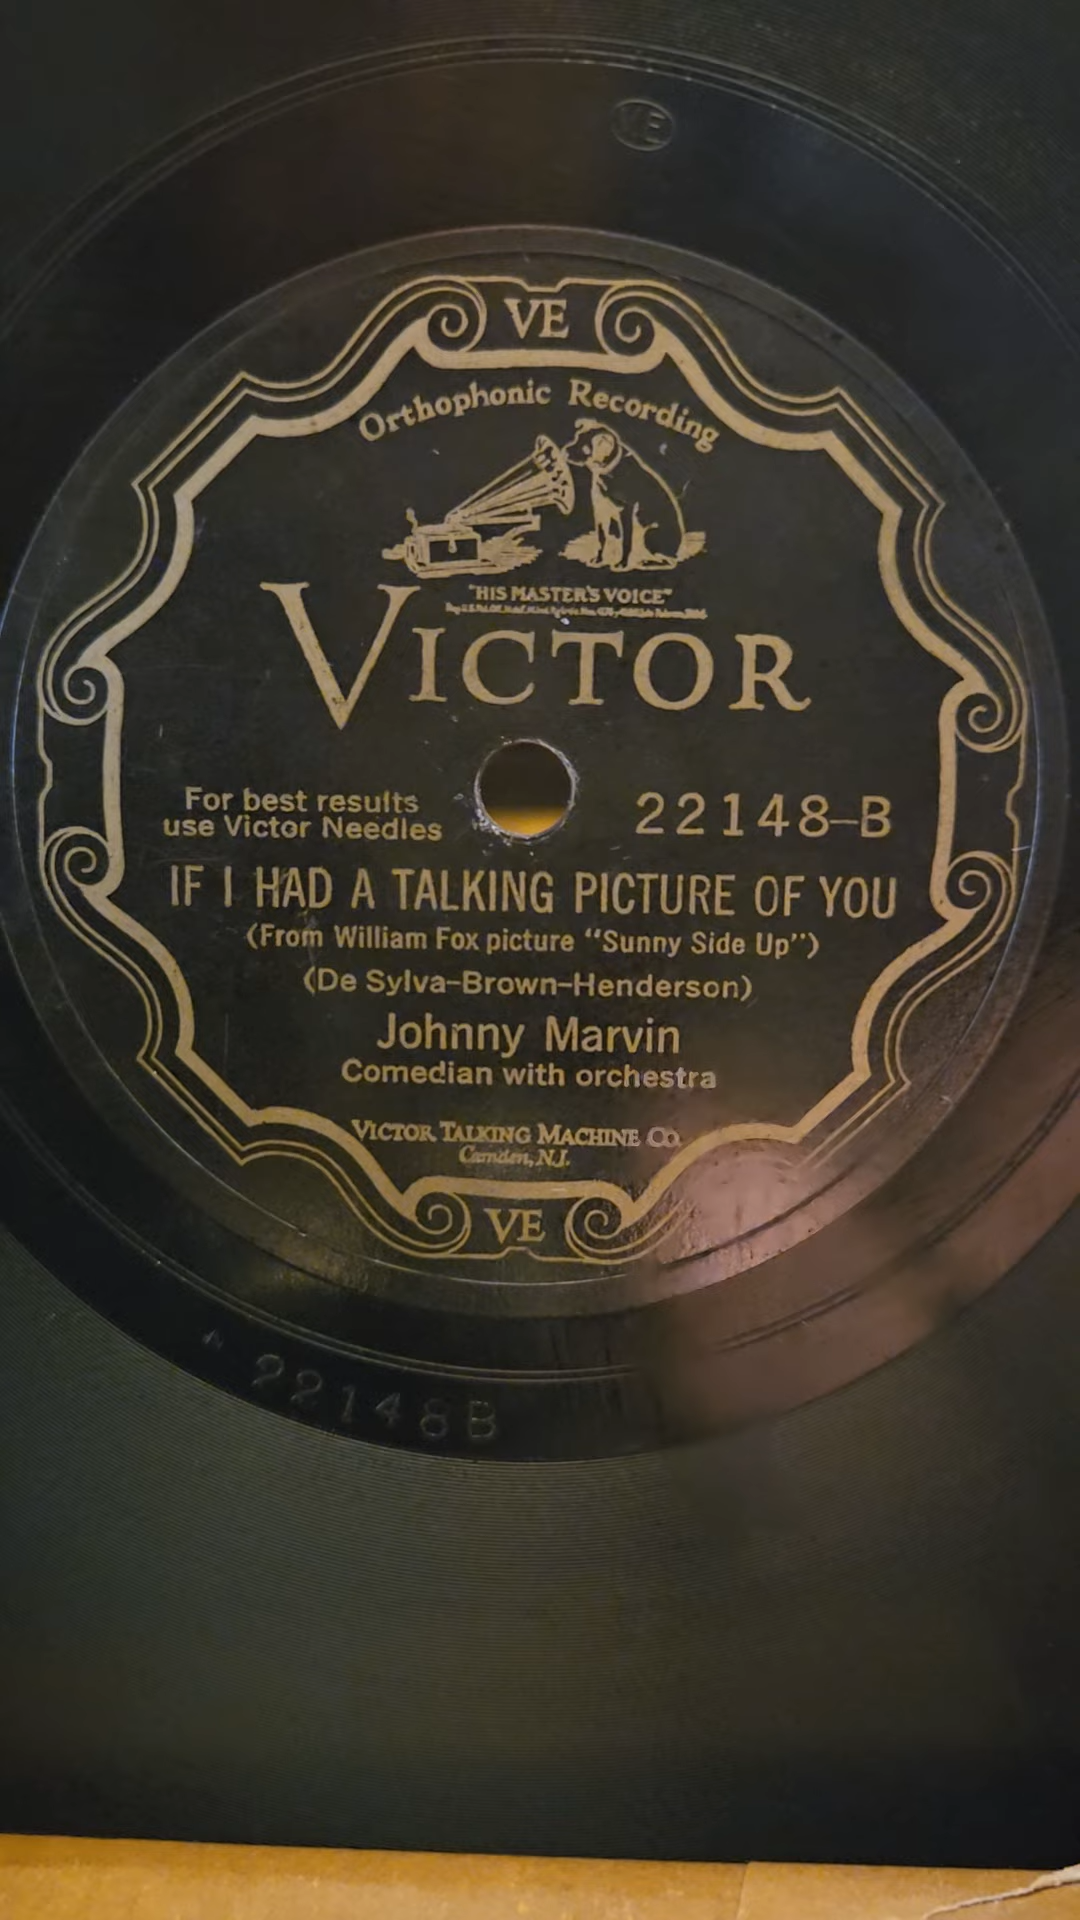 VE
VE
Orthophonic Recording
"HIS MASTER'S VOICE"
VICTOR
For best results
use Victor Needles
22148–B
IF I HAD A TALKING PICTURE OF YOU
(From William Fox picture "Sunny Side Up")
(De Sylva–Brown–Henderson)
Johnny Marvin
Comedian with orchestra
VICTOR TALKING MACHINE CO.
Camden, N.J.
VE
22148B